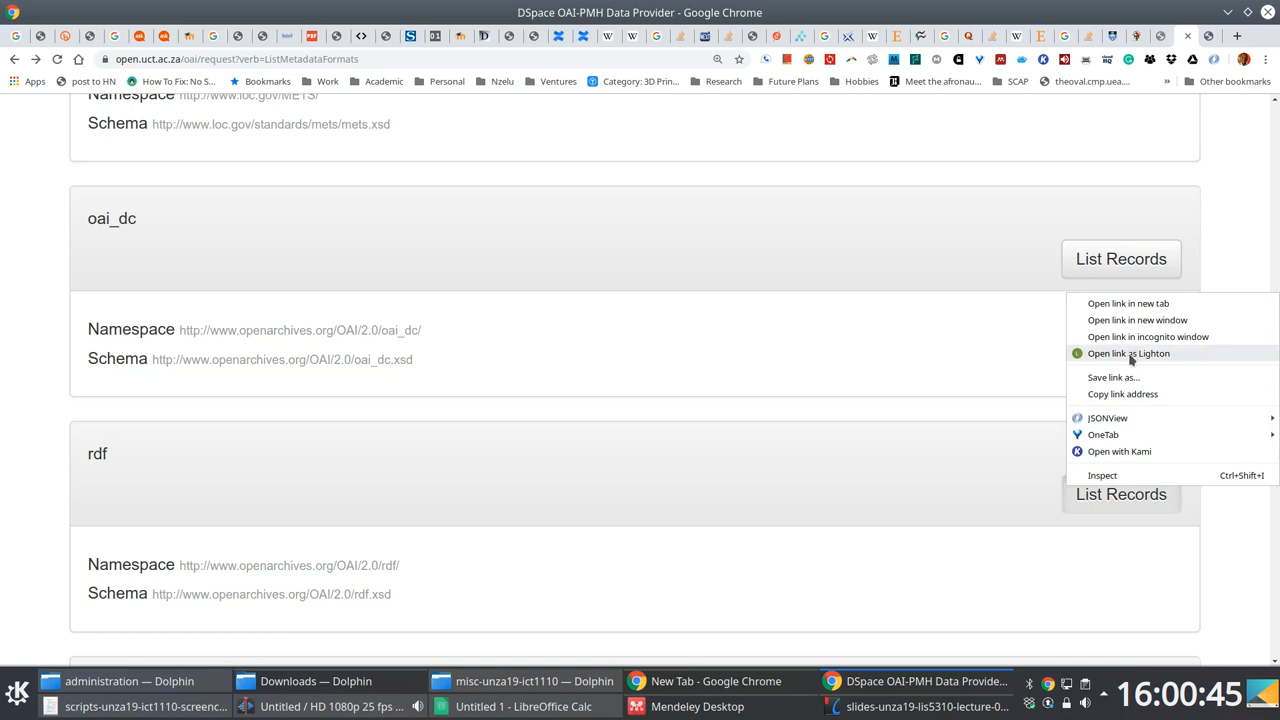 DSpace OAI-PMH Data Provider - Google Chrome
open.uct.ac.za/oai/request?verb=ListMetadataFormats
Apps post to HN How To Fix: No S... Bookmarks Work Academic Personal Nzelu Ventures Category: 3D Prin... Research Future Plans Hobbies Meet the afronau... SCAP theoval.cmp.uea.... » Other bookmarks
Namespace http://www.loc.gov/METS/
Schema http://www.loc.gov/standards/mets/mets.xsd
oai_dc
List Records
Namespace http://www.openarchives.org/OAI/2.0/oai_dc/
Schema http://www.openarchives.org/OAI/2.0/oai_dc.xsd
Open link in new tab
Open link in new window
Open link in incognito window
Open link as Lighton
Save link as...
Copy link address
JSONView
OneTab
Open with Kami
Inspect Ctrl+Shift+I
rdf
List Records
Namespace http://www.openarchives.org/OAI/2.0/rdf/
Schema http://www.openarchives.org/OAI/2.0/rdf.xsd
administration — Dolphin Downloads — Dolphin misc-unza19-ict1110 — Dolphin New Tab - Google Chrome DSpace OAI-PMH Data Provide...
scripts-unza19-ict1110-screenc... Untitled / HD 1080p 25 fps ... Untitled 1 - LibreOffice Calc Mendeley Desktop slides-unza19-lis5310-lecture-0...
16:00:45